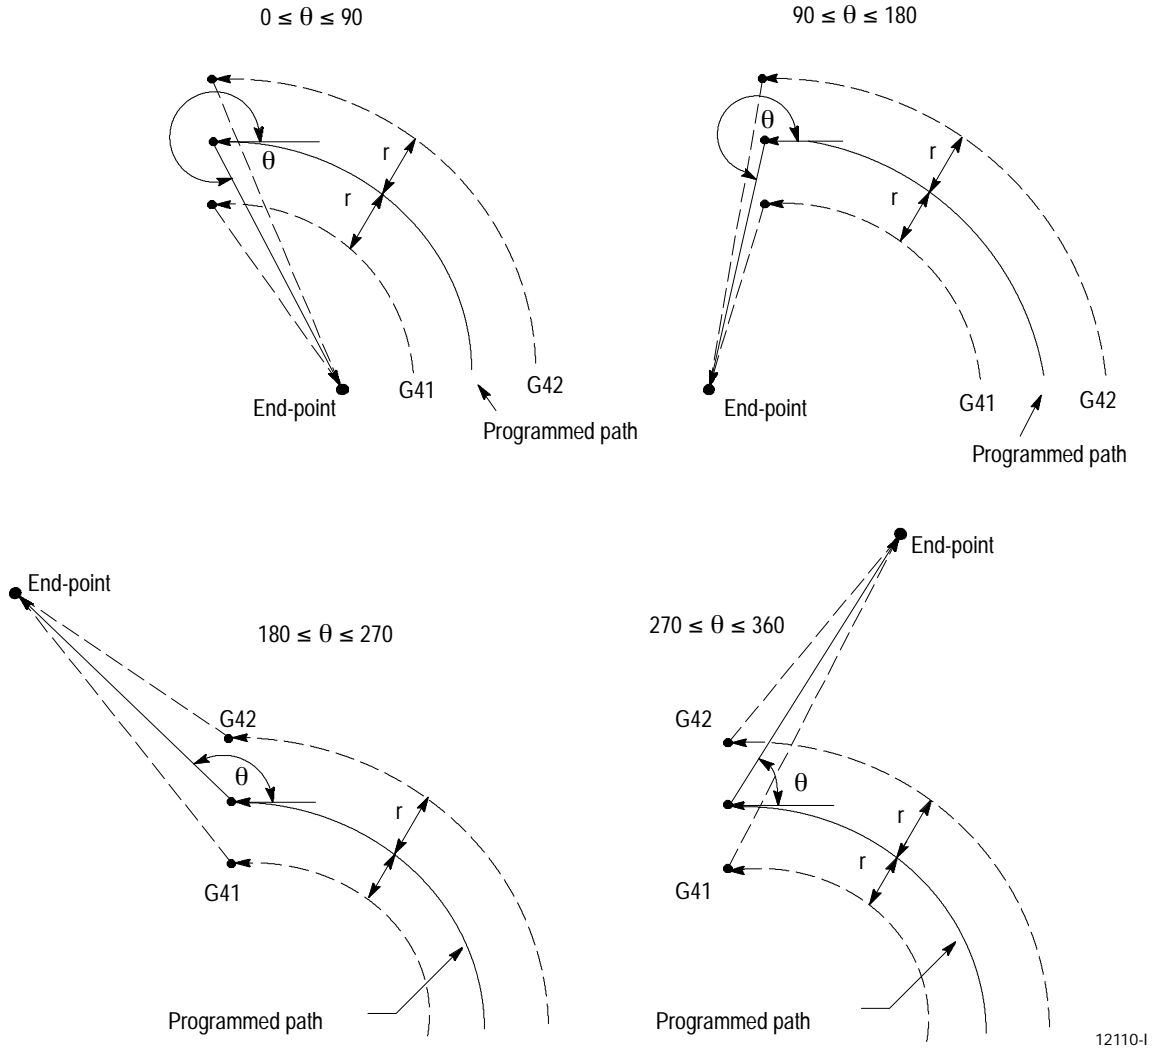 0 ≤ θ ≤ 90
θ
r
r
End-point
G41
G42
Programmed path
90 ≤ θ ≤ 180
θ
r
r
End-point
G41
G42
Programmed path
End-point
180 ≤ θ ≤ 270
G42
θ
r
G41
Programmed path
End-point
270 ≤ θ ≤ 360
G42
θ
r
r
G41
Programmed path
12110-I